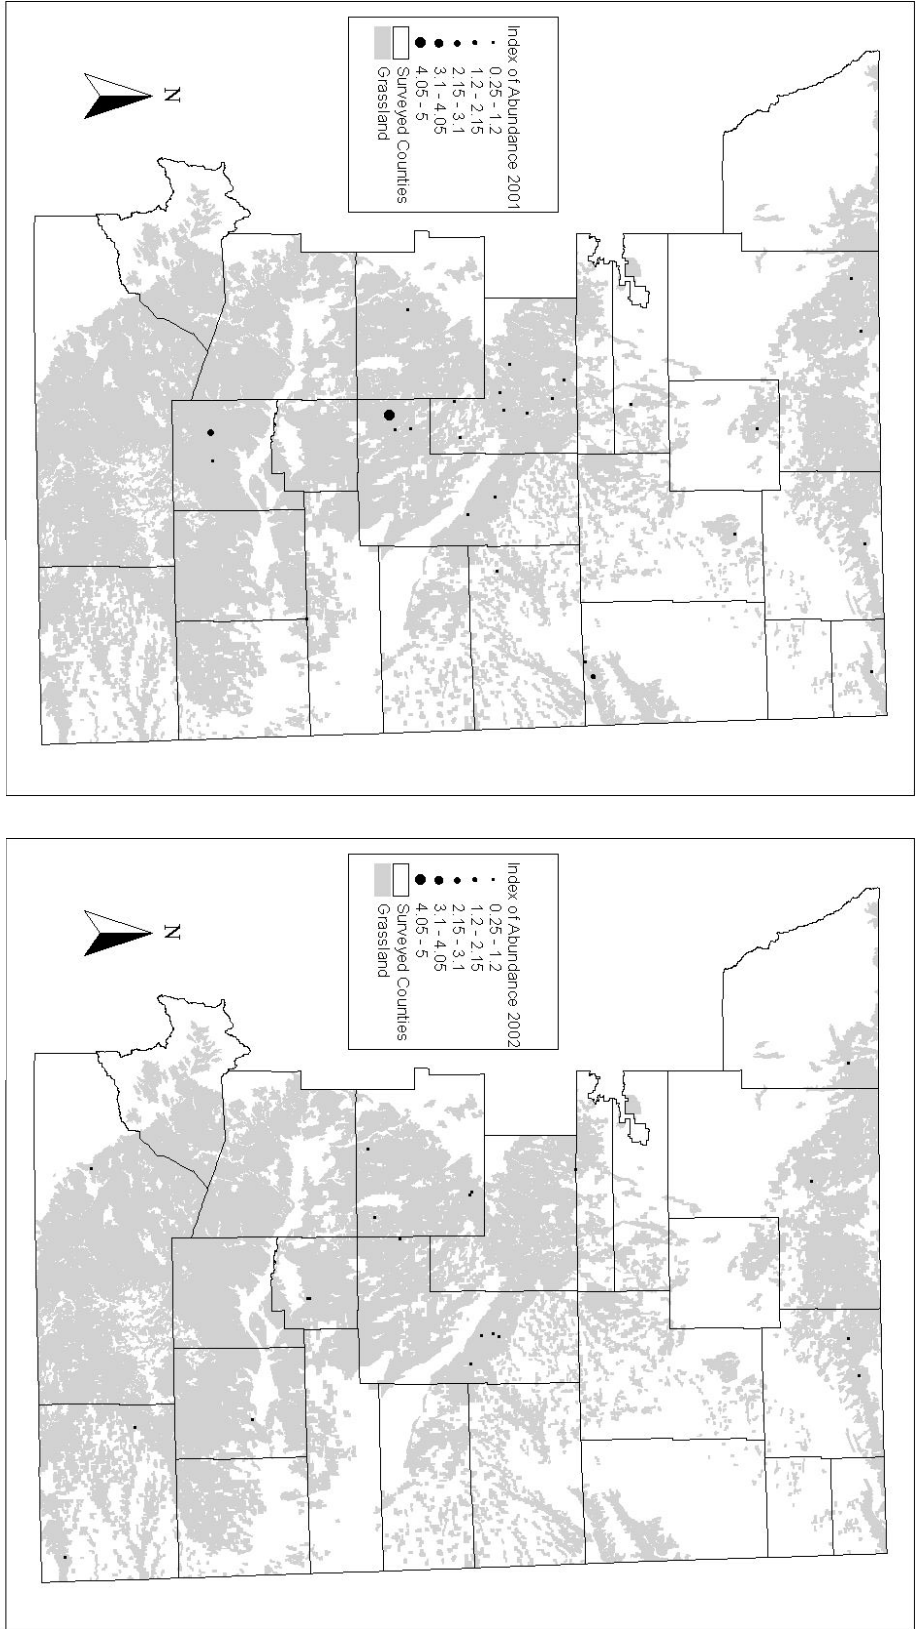 Index of Abundance 2001
0.25 - 1.2
1.2 - 2.15
2.15 - 3.1
3.1 - 4.05
4.05 - 5
Surveyed Counties
Grassland
N
Index of Abundance 2002
0.25 - 1.2
1.2 - 2.15
2.15 - 3.1
3.1 - 4.05
4.05 - 5
Surveyed Counties
Grassland
N